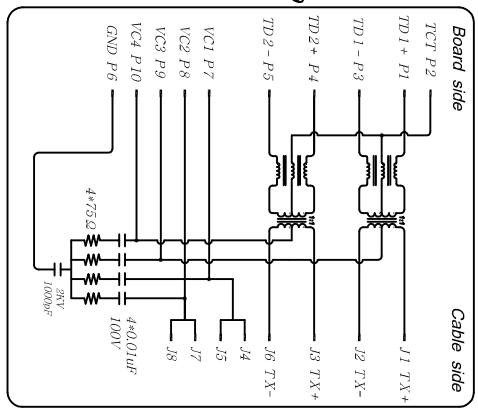 Board side
Cable side
TCT P2
TD1+ P1
TD1- P3
TD2+ P4
TD2- P5
VC1 P7
VC2 P8
VC3 P9
VC4 P10
GND P6
J1 TX+
J2 TX-
J3 TX+
J6 TX-
J4
J5
J7
J8
4*75Ω
4*0.01uF
100V
2KV
1000pF